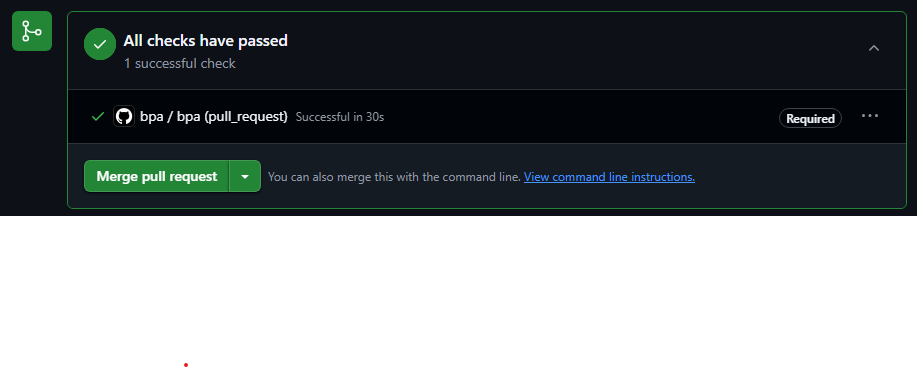 All checks have passed
1 successful check
bpa / bpa (pull_request) Successful in 30s Required
Merge pull request You can also merge this with the command line. View command line instructions.